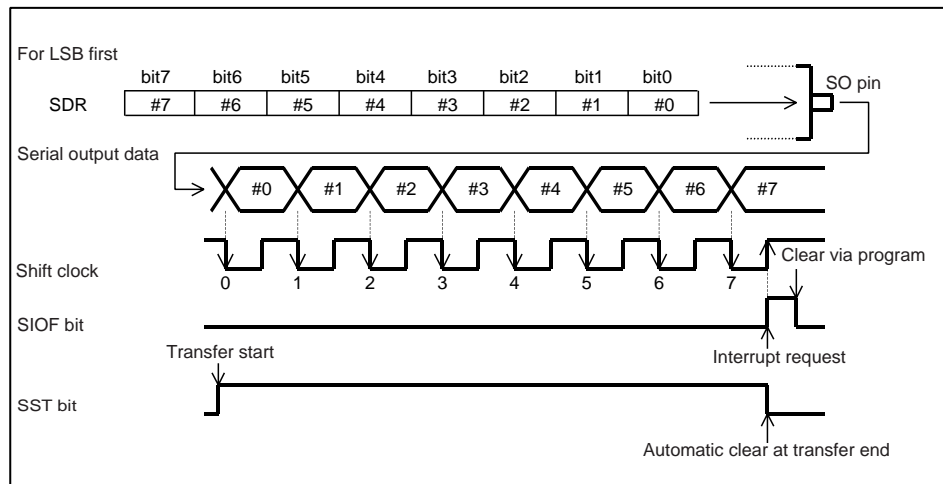 For LSB first
bit7 bit6 bit5 bit4 bit3 bit2 bit1 bit0
SDR #7 #6 #5 #4 #3 #2 #1 #0
SO pin
Serial output data
#0 #1 #2 #3 #4 #5 #6 #7
Shift clock
0 1 2 3 4 5 6 7
Clear via program
SIOF bit
Transfer start
Interrupt request
SST bit
Automatic clear at transfer end